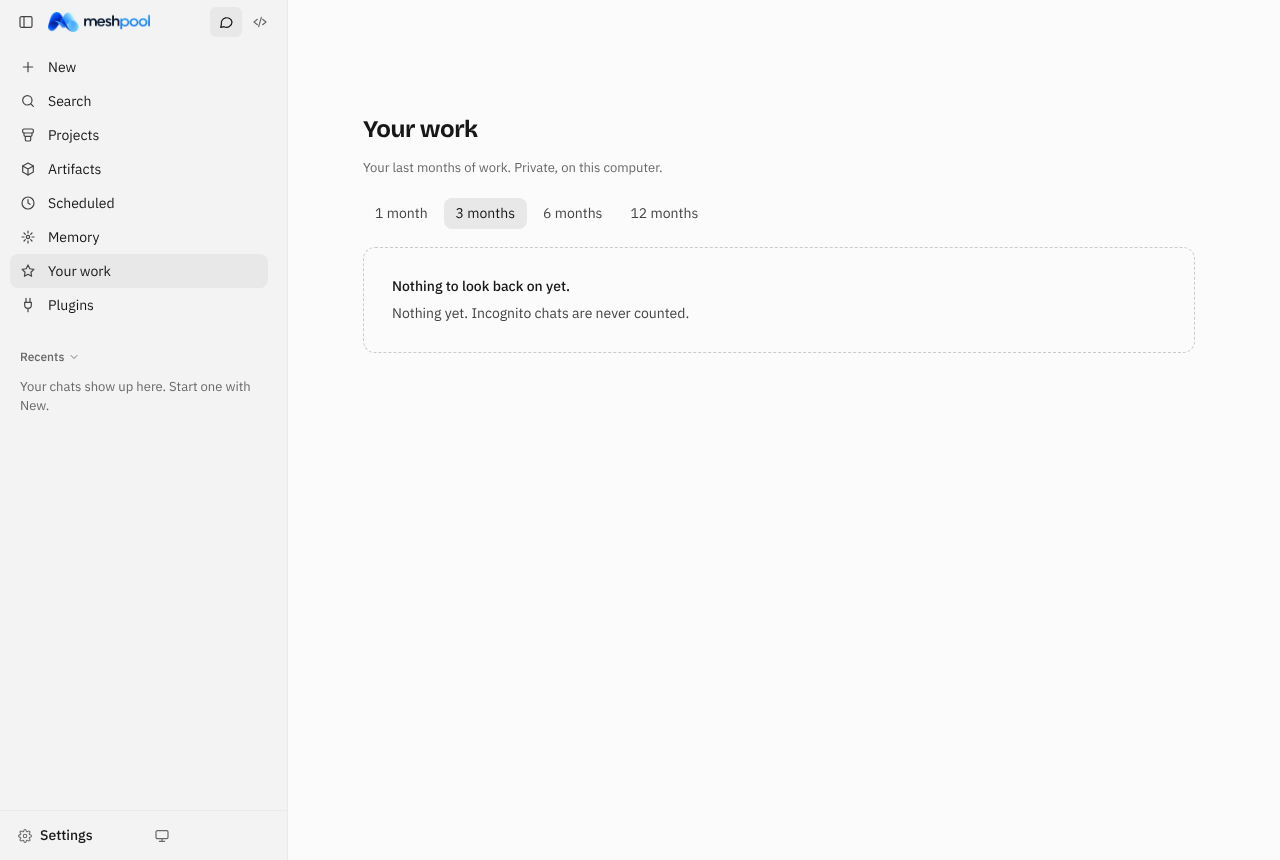 meshpool
New
Search
Projects
Artifacts
Scheduled
Memory
Your work
Plugins
Recents
Your chats show up here. Start one with
New.
Settings
Your work
Your last months of work. Private, on this computer.
1 month
3 months
6 months
12 months
Nothing to look back on yet.
Nothing yet. Incognito chats are never counted.